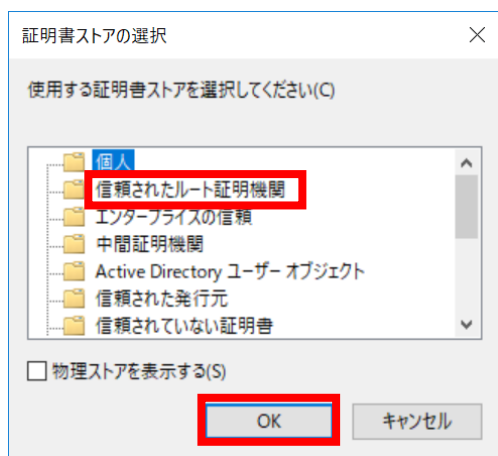 証明書ストアの選択
使用する証明書ストアを選択してください(C)
個人
信頼されたルート証明機関
エンタープライズの信頼
中間証明機関
Active Directory ユーザー オブジェクト
信頼された発行元
信頼されていない証明書
物理ストアを表示する(S)
OK
キャンセル